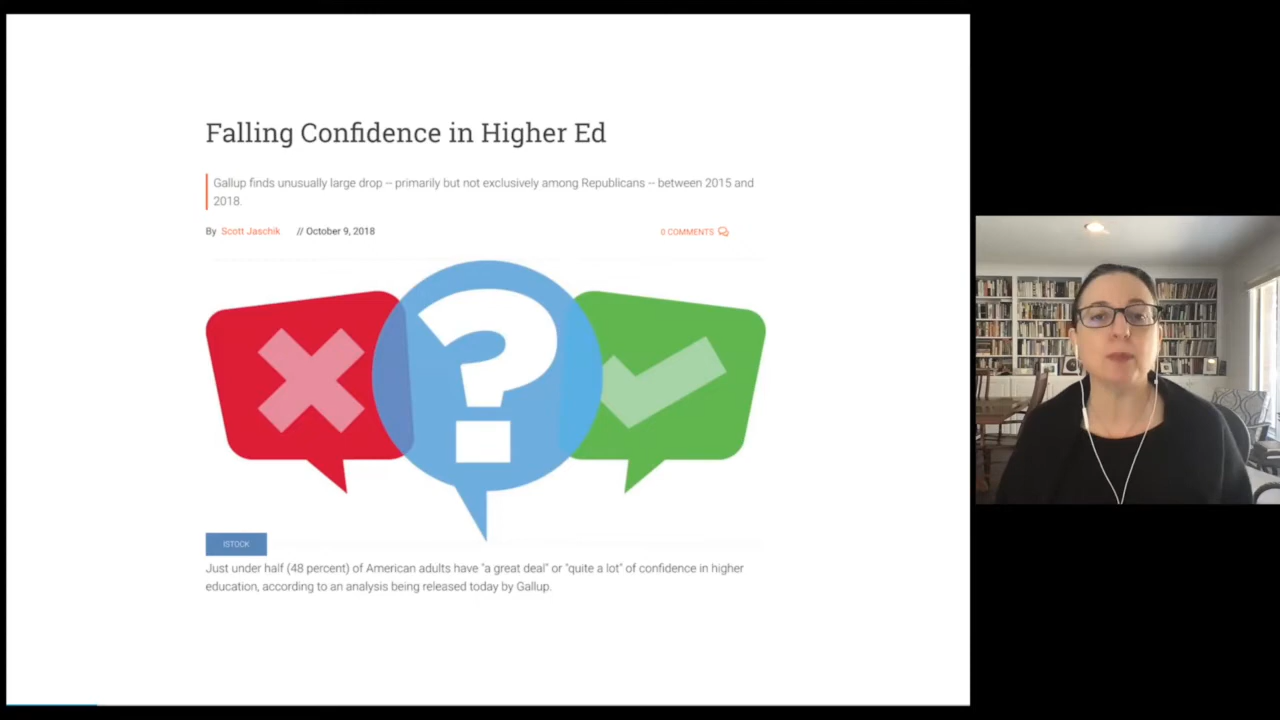 Falling Confidence in Higher Ed
Gallup finds unusually large drop -- primarily but not exclusively among Republicans -- between 2015 and
2018.
By Scott Jaschik // October 9, 2018 0 COMMENTS
?
ISTOCK
Just under half (48 percent) of American adults have "a great deal" or "quite a lot" of confidence in higher
education, according to an analysis being released today by Gallup.